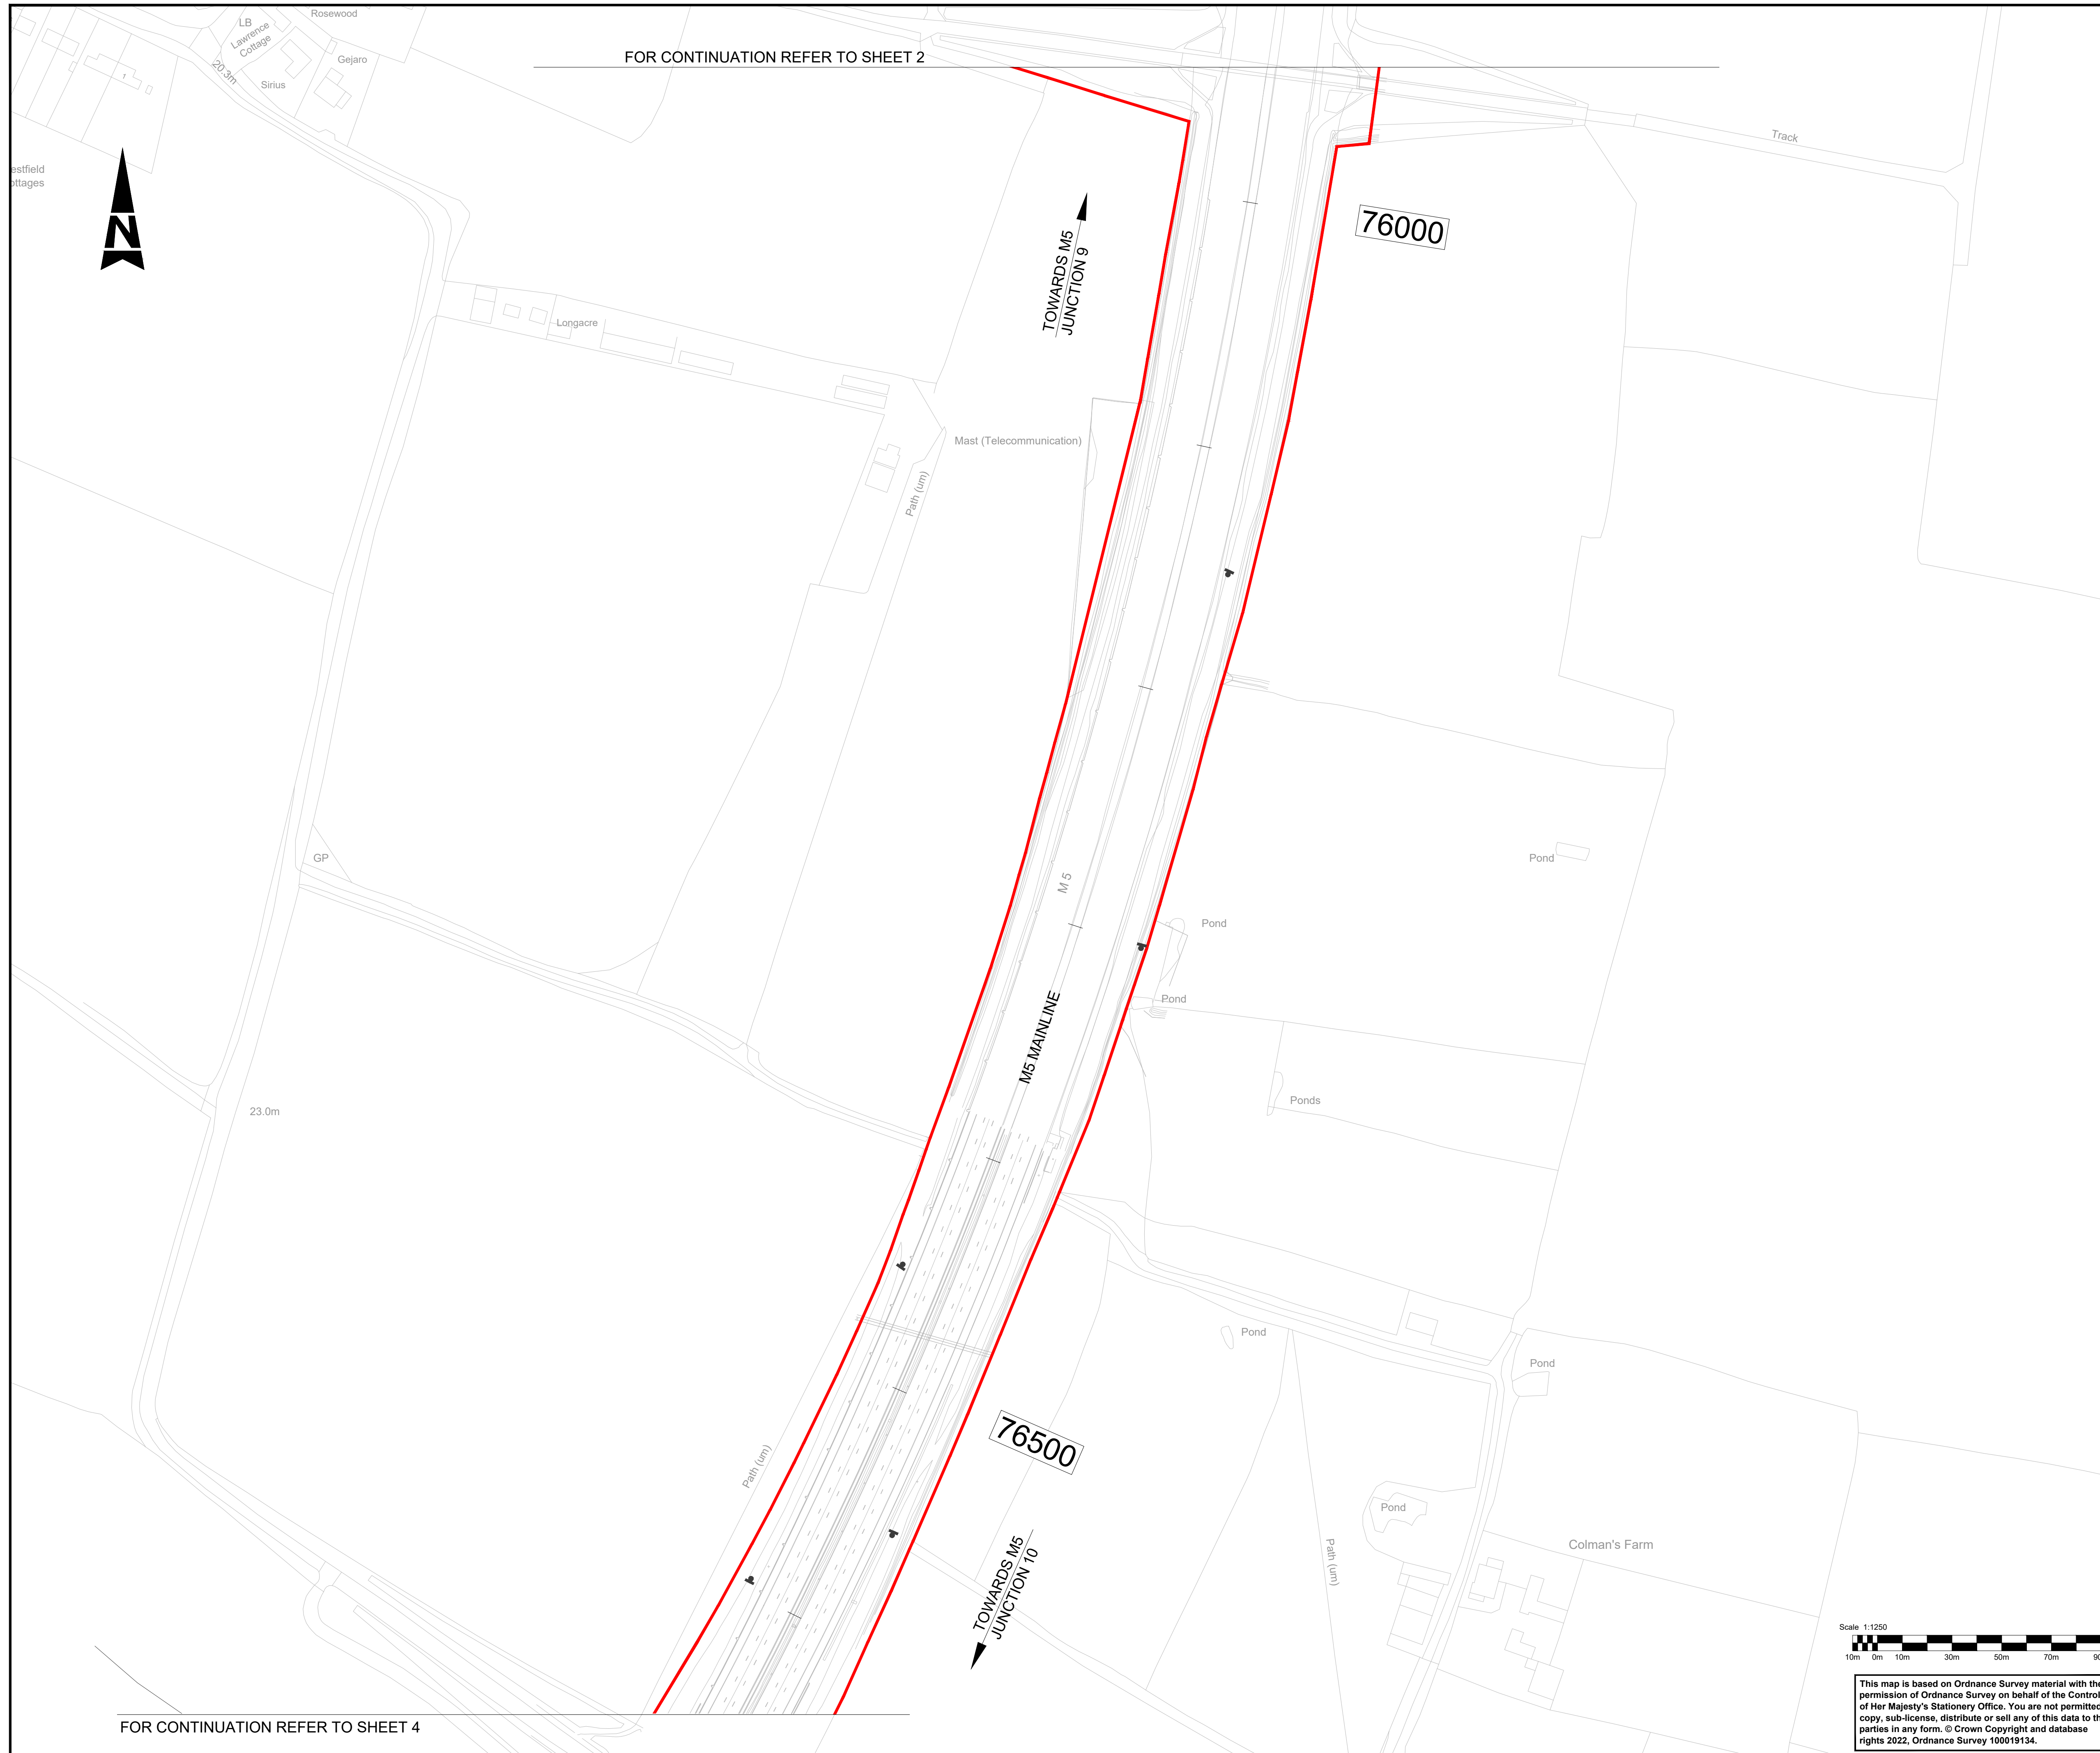 Rosewood
LB
Lawrence
Cottage
Gejaro
20.3m
Sirius
1
FOR CONTINUATION REFER TO SHEET 2
Track
estfield
ottages
N
76000
TOWARDS M5
JUNCTION 9
Longacre
Mast (Telecommunication)
Path (um)
GP
Pond
M 5
Pond
Pond
M5 MAINLINE
Ponds
23.0m
Pond
Pond
76500
Path (um)
Pond
Colman's Farm
Path (um)
TOWARDS M5
JUNCTION 10
Scale 1:1250
10m 0m 10m 30m 50m 70m 90
This map is based on Ordnance Survey material with the
permission of Ordnance Survey on behalf of the Control
of Her Majesty's Stationery Office. You are not permitted
copy, sub-license, distribute or sell any of this data to th
parties in any form. © Crown Copyright and database
rights 2022, Ordnance Survey 100019134.
FOR CONTINUATION REFER TO SHEET 4